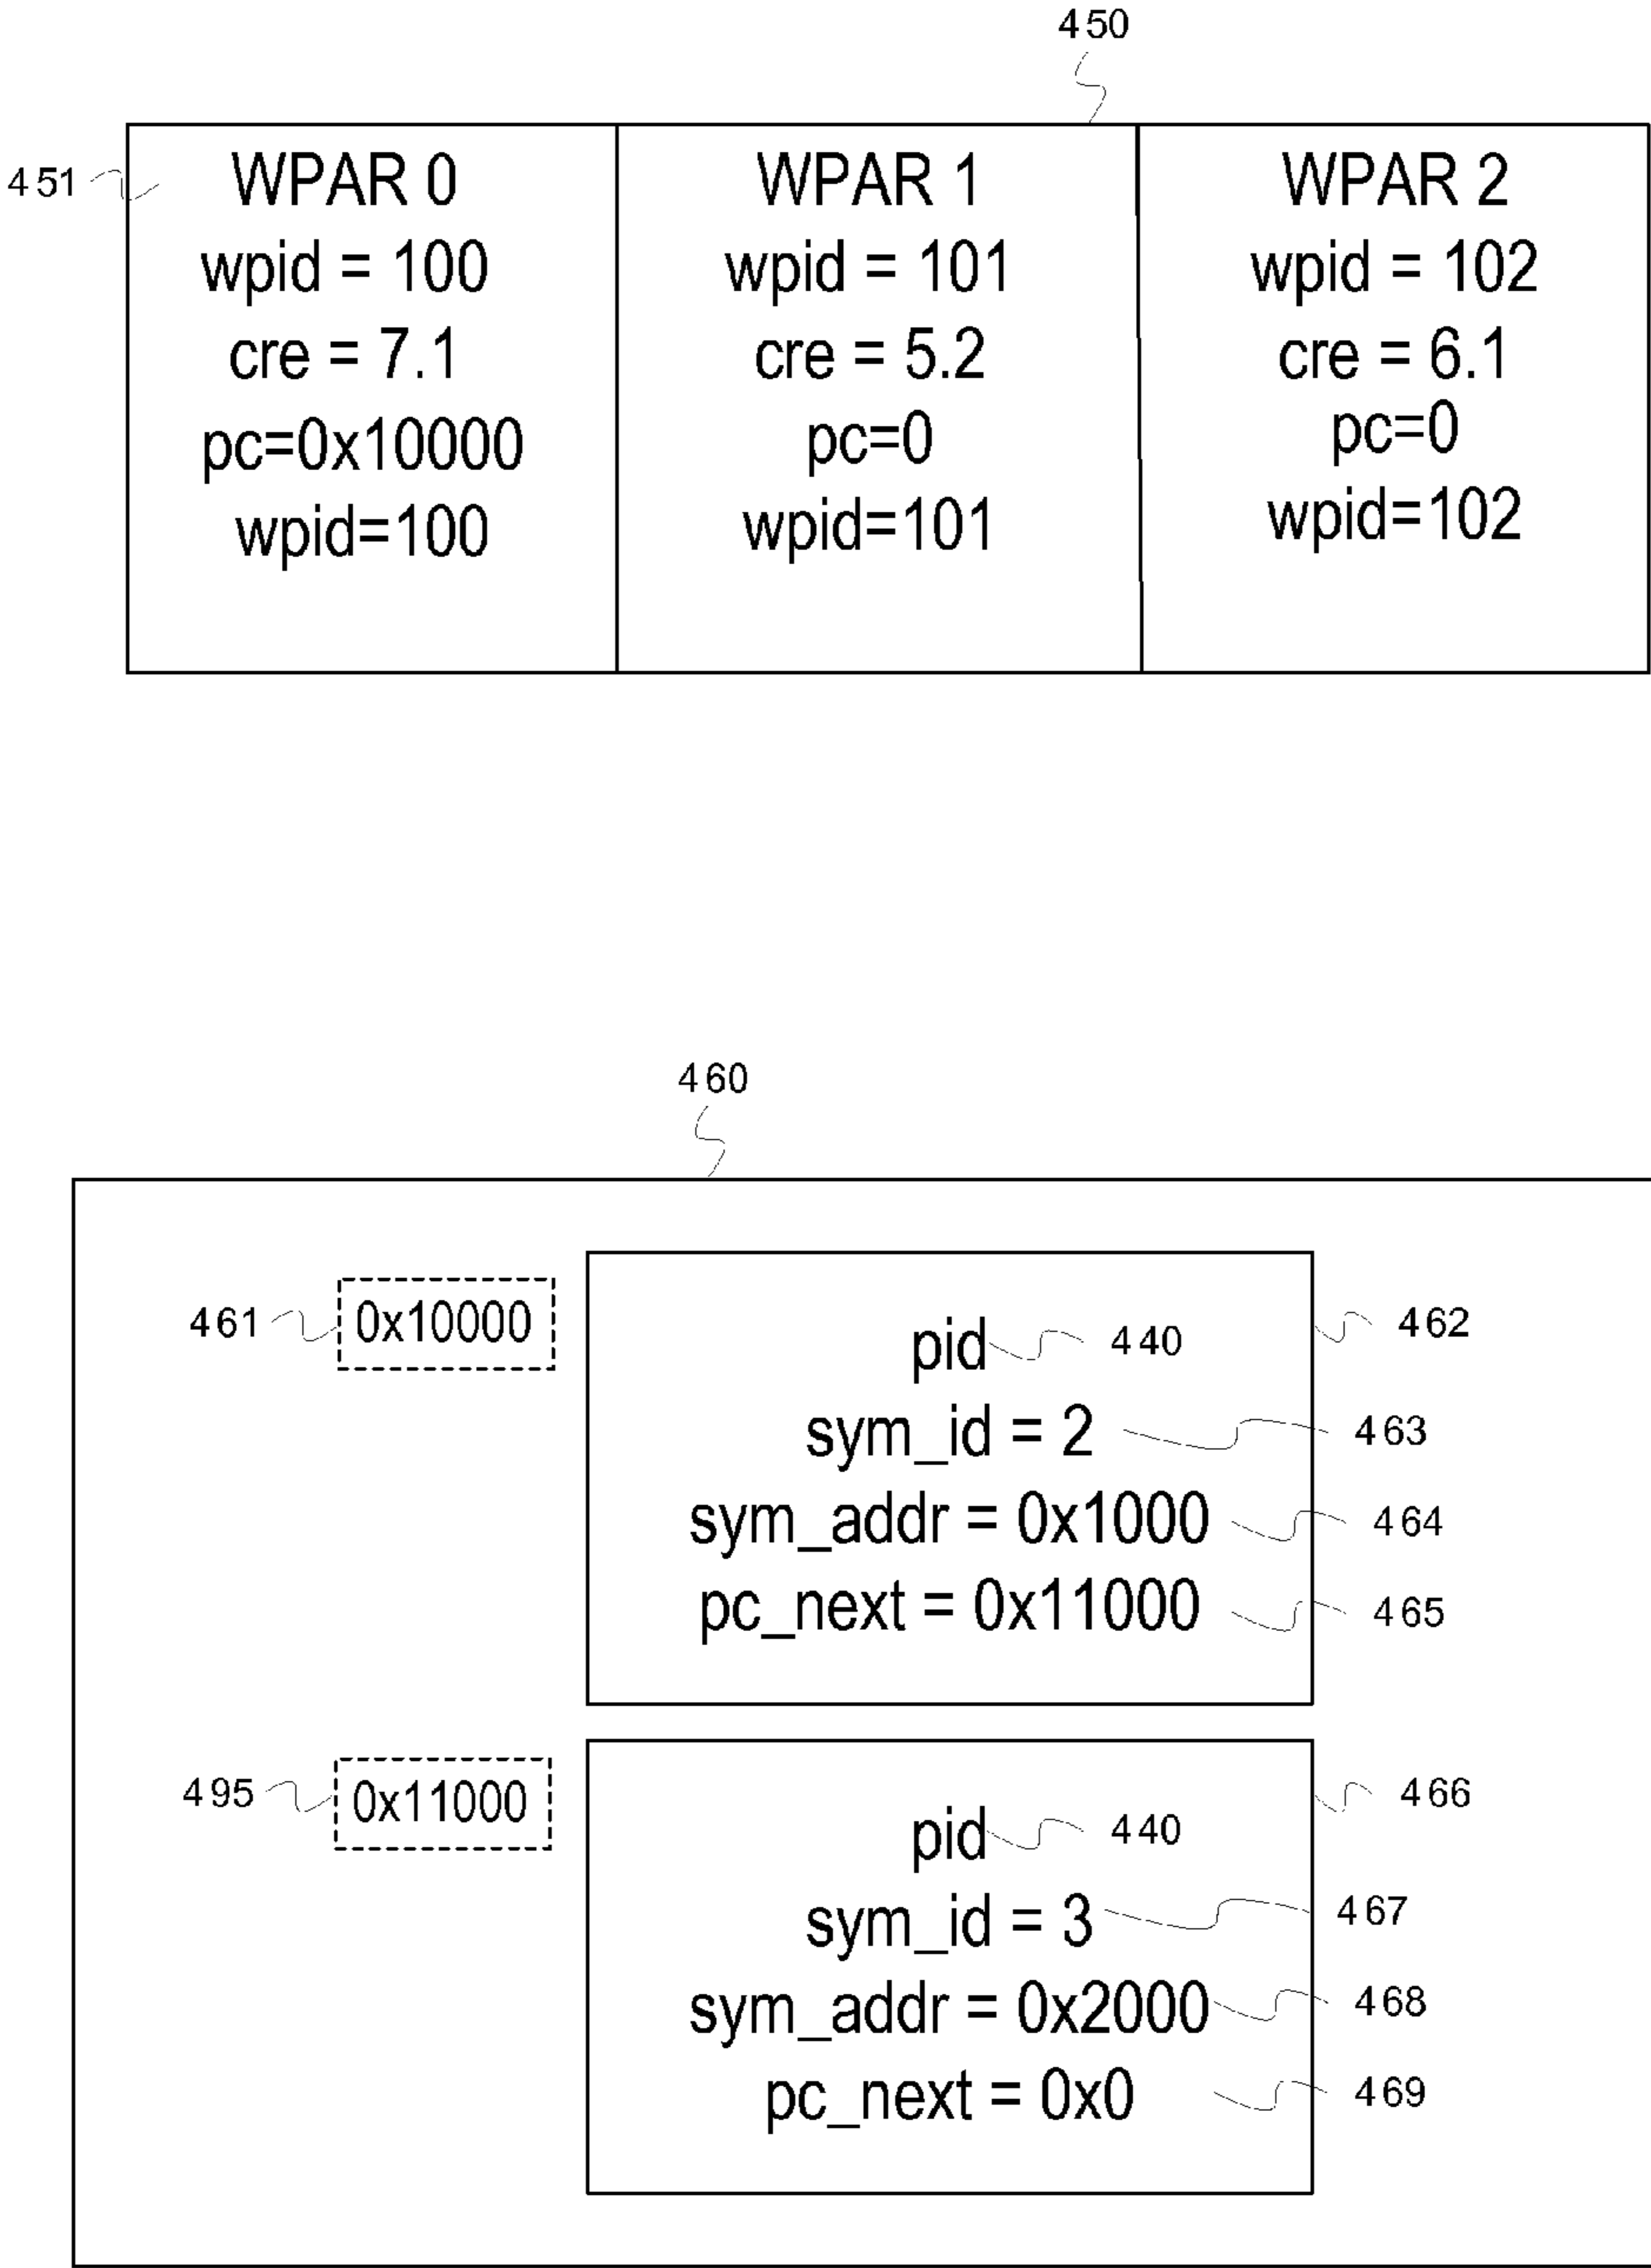 450
451
WPAR 0
wpid = 100
cre = 7.1
pc=0x10000
wpid=100
WPAR 1
wpid = 101
cre = 5.2
pc=0
wpid=101
WPAR 2
wpid = 102
cre = 6.1
pc=0
wpid=102
460
461
0x10000
pid
440
462
sym_id = 2
463
sym_addr = 0x1000
464
pc_next = 0x11000
465
495
0x11000
pid
440
466
sym_id = 3
467
sym_addr = 0x2000
468
pc_next = 0x0
469